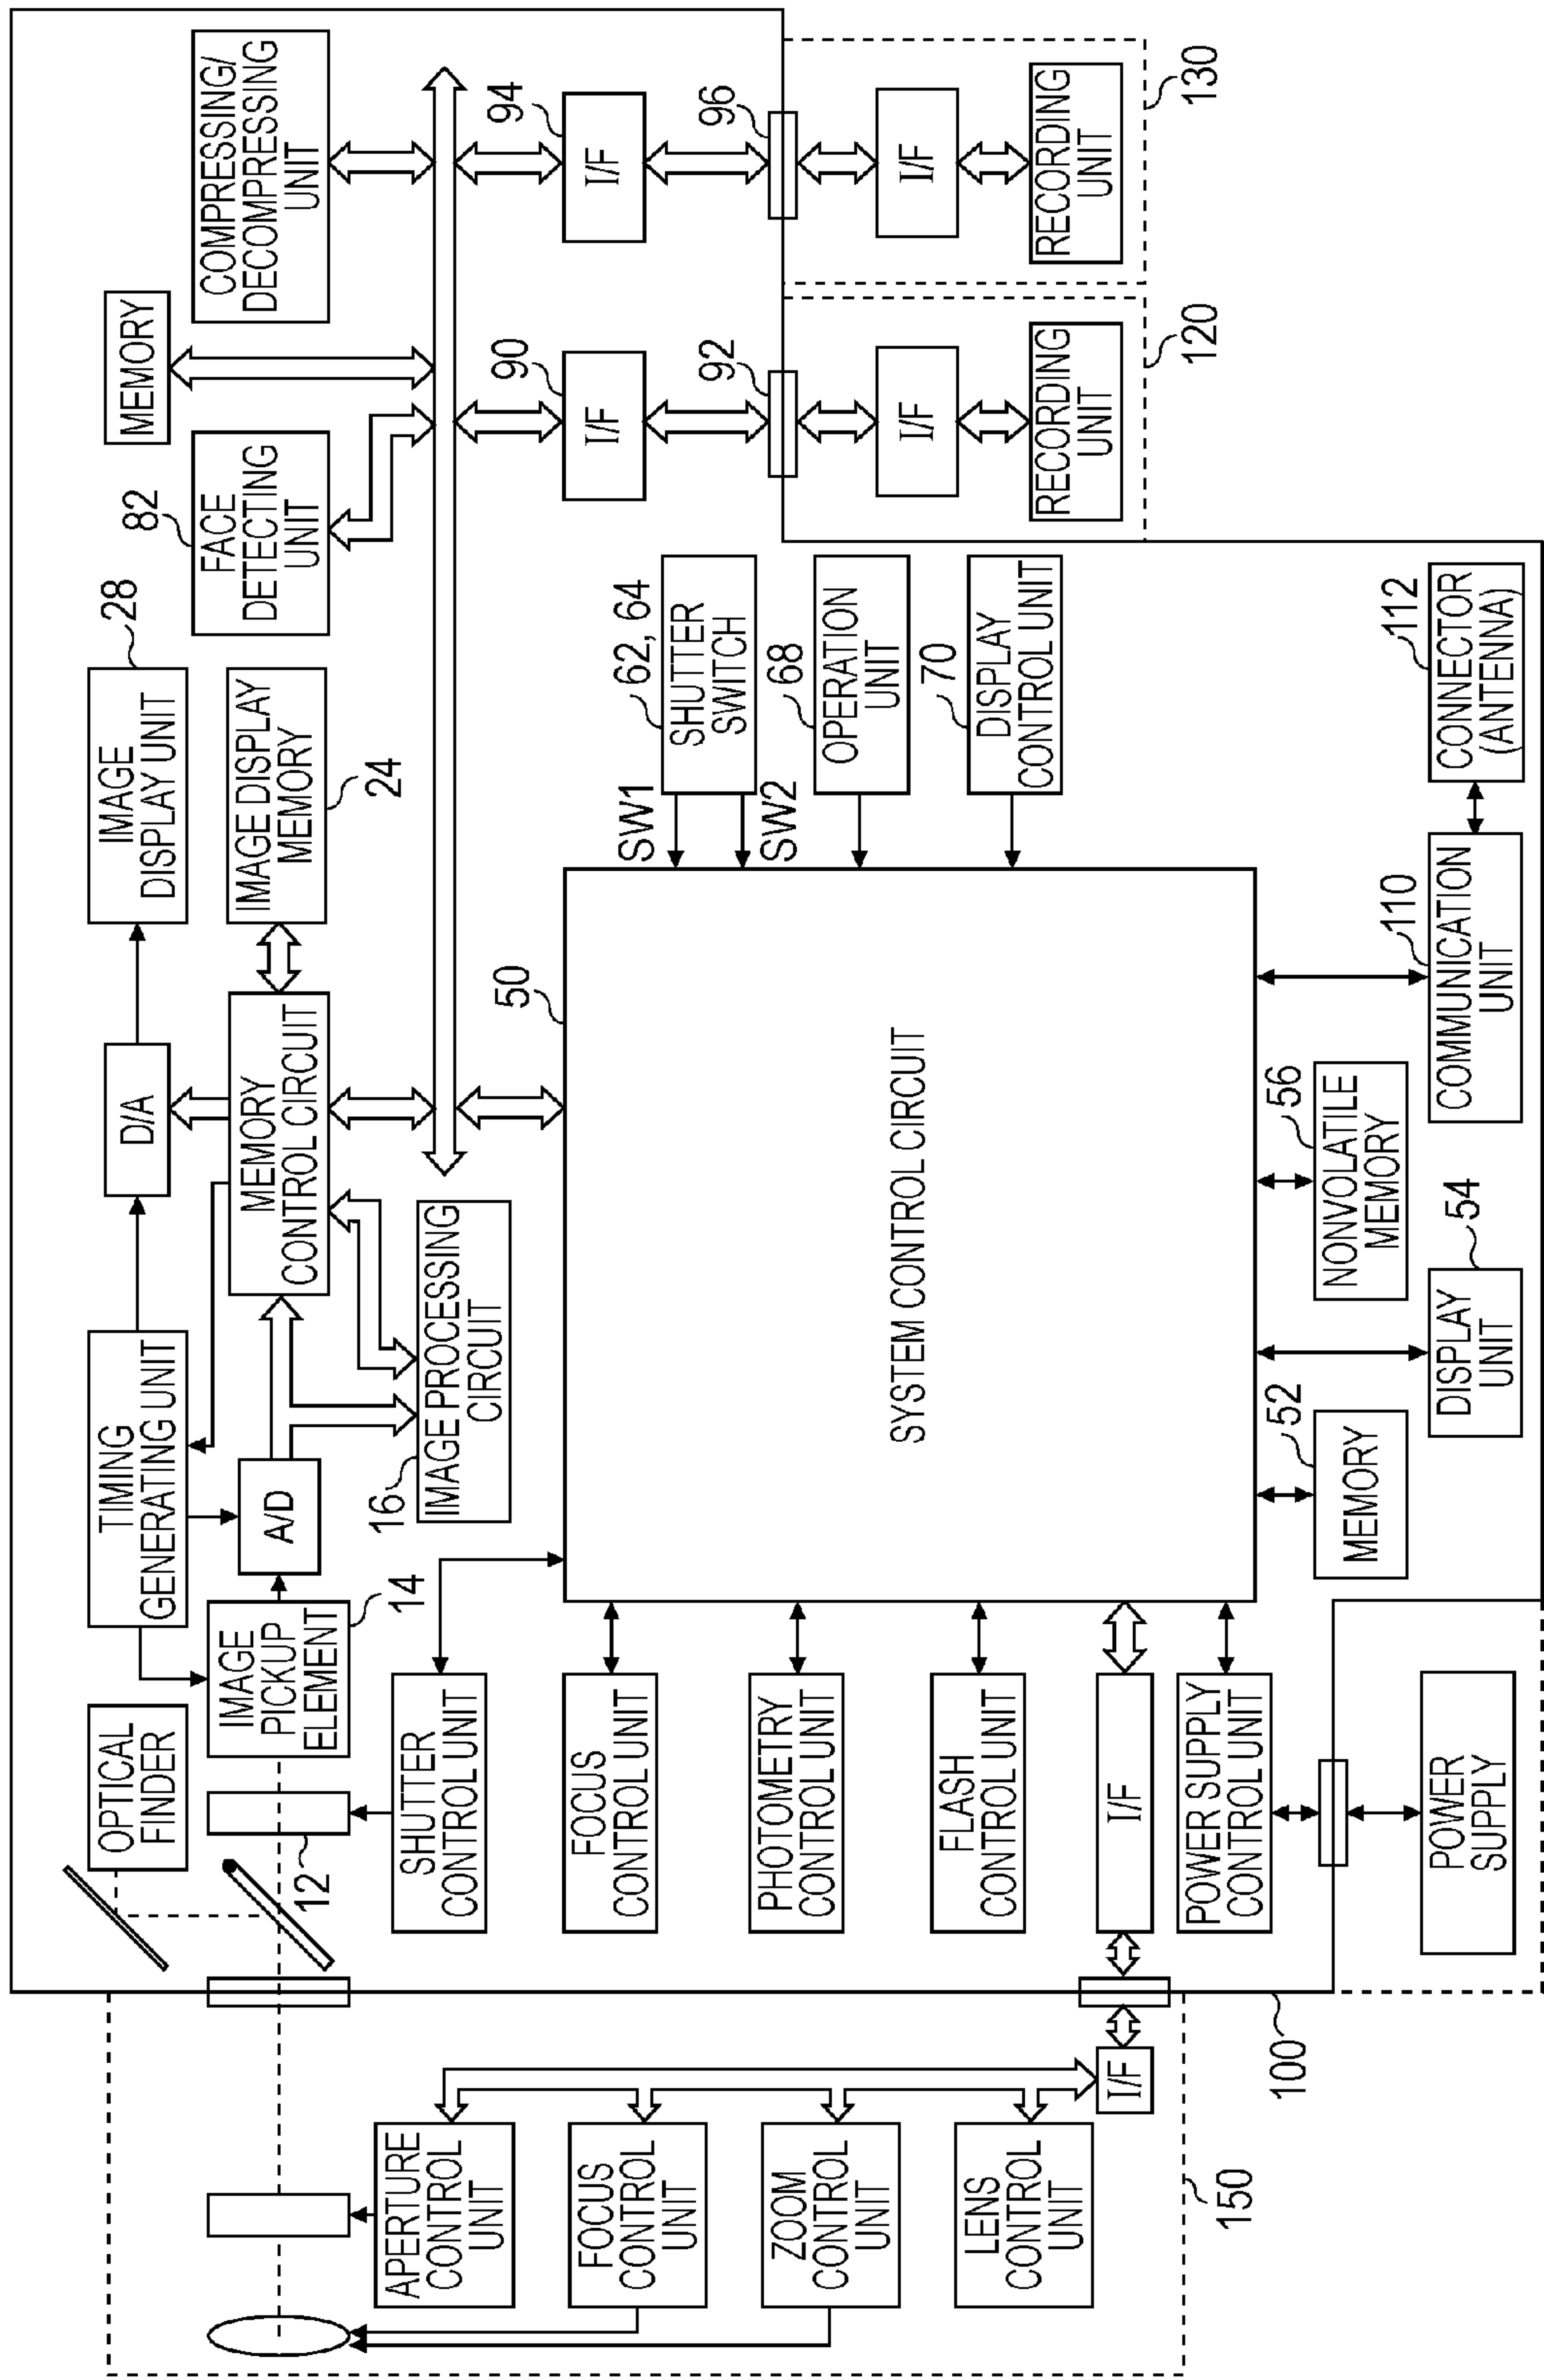 OPTICAL
FINDER
TIMING
GENERATING UNIT
D/A
IMAGE
DISPLAY UNIT
28
MEMORY
82
FACE
DETECTING
UNIT
COMPRESSING/
DECOMPRESSING
UNIT
IMAGE
PICKUP
ELEMENT
14
A/D
MEMORY
CONTROL CIRCUIT
IMAGE DISPLAY
MEMORY
24
12
16
IMAGE PROCESSING
CIRCUIT
APERTURE
CONTROL
UNIT
SHUTTER
CONTROL UNIT
50
90
I/F
94
I/F
FOCUS
CONTROL
UNIT
FOCUS
CONTROL UNIT
SYSTEM CONTROL CIRCUIT
SW1
SW2
62, 64
SHUTTER
SWITCH
92
96
ZOOM
CONTROL
UNIT
PHOTOMETRY
CONTROL UNIT
68
OPERATION
UNIT
I/F
I/F
LENS
CONTROL
UNIT
FLASH
CONTROL UNIT
70
DISPLAY
CONTROL UNIT
RECORDING
UNIT
RECORDING
UNIT
I/F
I/F
120
130
150
100
POWER SUPPLY
CONTROL UNIT
52
MEMORY
56
NONVOLATILE
MEMORY
POWER
SUPPLY
DISPLAY
UNIT
54
110
COMMUNICATION
UNIT
112
CONNECTOR
(ANTENNA)